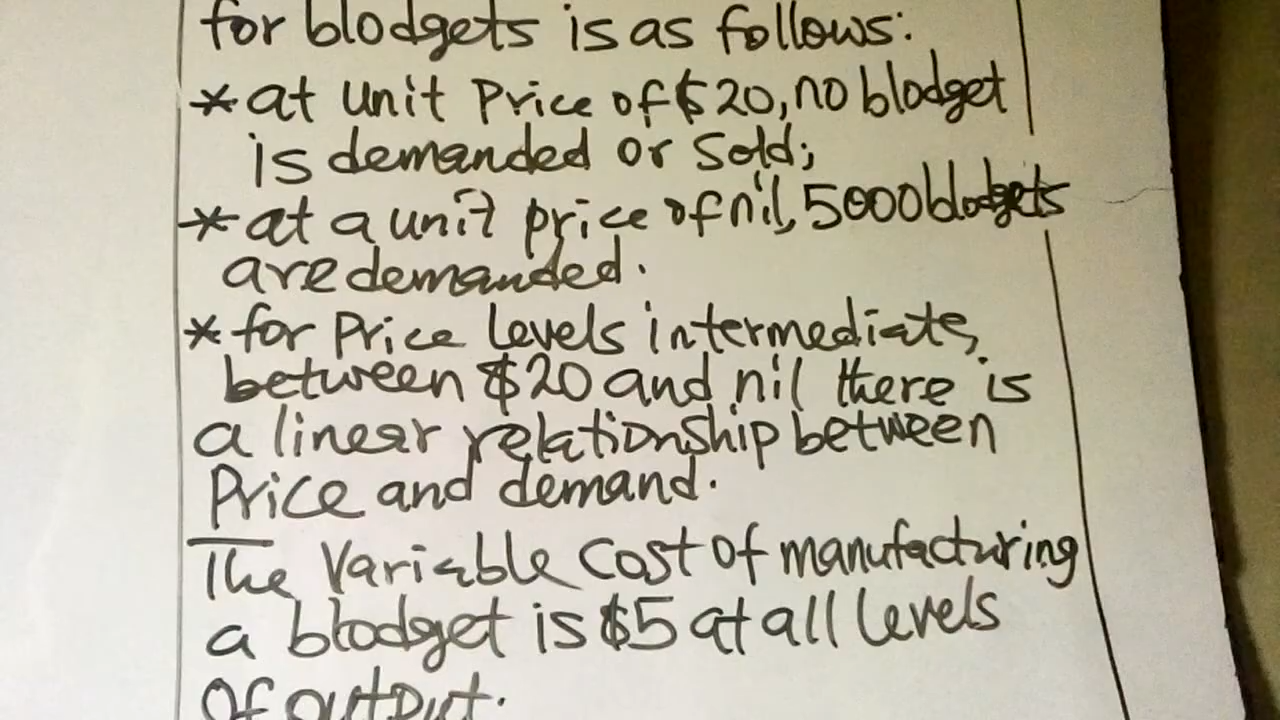 for blodgets is as follows:
* at unit Price of $20, no blodget
is demanded or sold;
* at a unit price of nil, 5000 blodgets
are demanded.
* for Price levels intermediate,
between $20 and nil there is
a linear relationship between
Price and demand.
The Variable Cost of manufacturing
a blodget is $5 at all levels
of output.